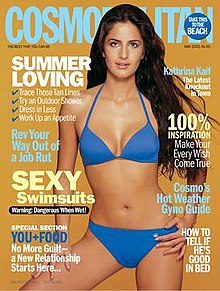 COSMOPOLITAN
TAKE THIS
TO THE
BEACH
THE BEST THAT YOU CAN BE
MAY 2003
SUMMER
LOVING
✓ Trace Those Tan Lines
✓ Try an Outdoor Shower
✓ Dress in Less
✓ Work Up an Appetite
Katrina Kaif
The Latest
Knockout
in Town
Rev Your
Way Out of
a Job Rut
100%
INSPIRATION
Make Your
Every Wish
Come True
SEXY
Swimsuits
Warning: Dangerous When Wet!
Cosmo's
Hot Weather
Gyno Guide
SPECIAL SECTION
YOU+FOOD
No More Guilt—
a New Relationship
Starts Here...
HOW TO
TELL IF
HE'S
GOOD
IN BED